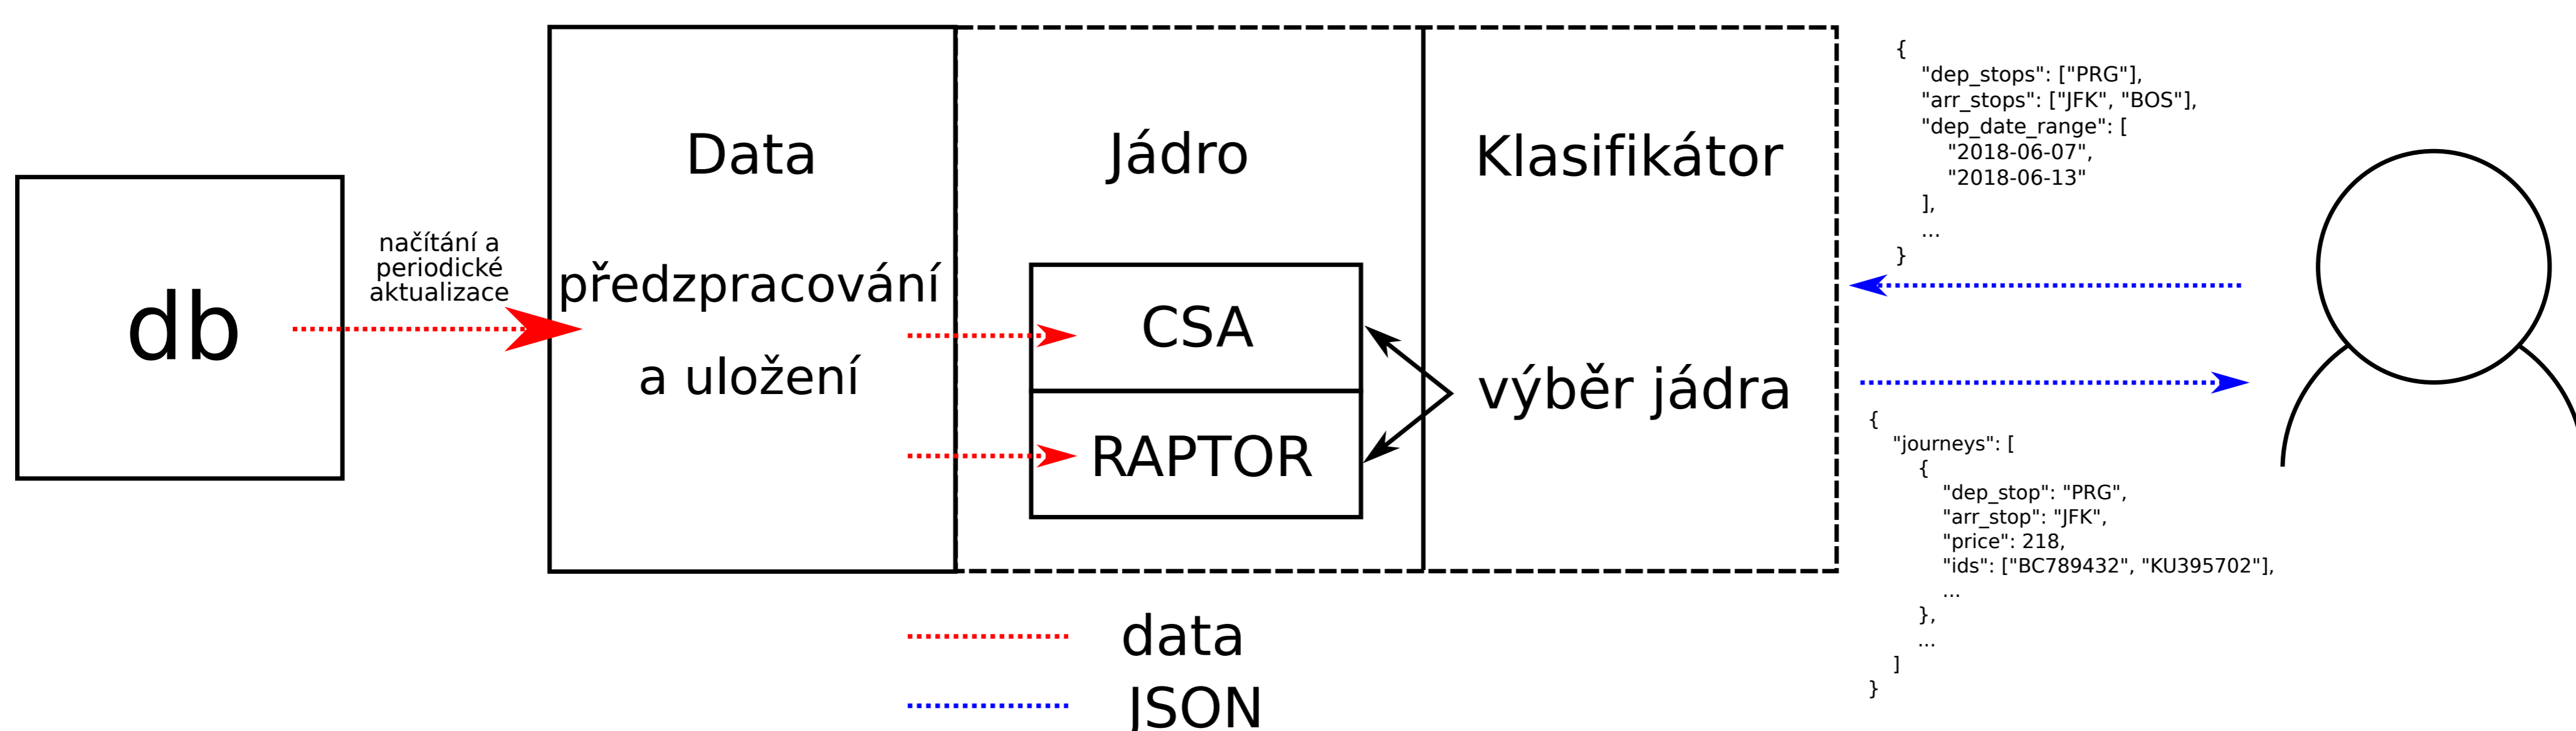 db
načítání a
periodické
aktualizace
Data
předzpracování
a uložení
Jádro
CSA
RAPTOR
Klasifikátor
výběr jádra
{
"dep_stops": ["PRG"],
"arr_stops": ["JFK", "BOS"],
"dep_date_range": [
"2018-06-07",
"2018-06-13"
],
...
}
{
"journeys": [
{
"dep_stop": "PRG",
"arr_stop": "JFK",
"price": 218,
"ids": ["BC789432", "KU395702"],
...
},
...
]
}
data
JSON